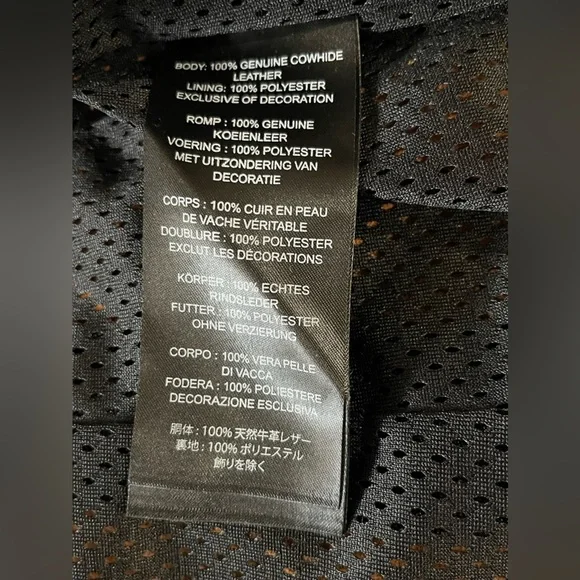 BODY: 100% GENUINE COWHIDE
LEATHER
LINING: 100% POLYESTER
EXCLUSIVE OF DECORATION
ROMP : 100% GENUINE
KOEIENLEER
VOERING : 100% POLYESTER
MET UITZONDERING VAN
DECORATIE
CORPS : 100% CUIR EN PEAU
DE VACHE VÉRITABLE
DOUBLURE : 100% POLYESTER
EXCLUT LES DÉCORATIONS
KÖRPER : 100% ECHTES
RINDSLEDER
FUTTER : 100% POLYESTER
OHNE VERZIERUNG
CORPO : 100% VERA PELLE
DI VACCA
FODERA : 100% POLIESTERE
DECORAZIONE ESCLUSIVA
胴体 : 100% 天然牛革レザー
裏地 : 100% ポリエステル
飾りを除く